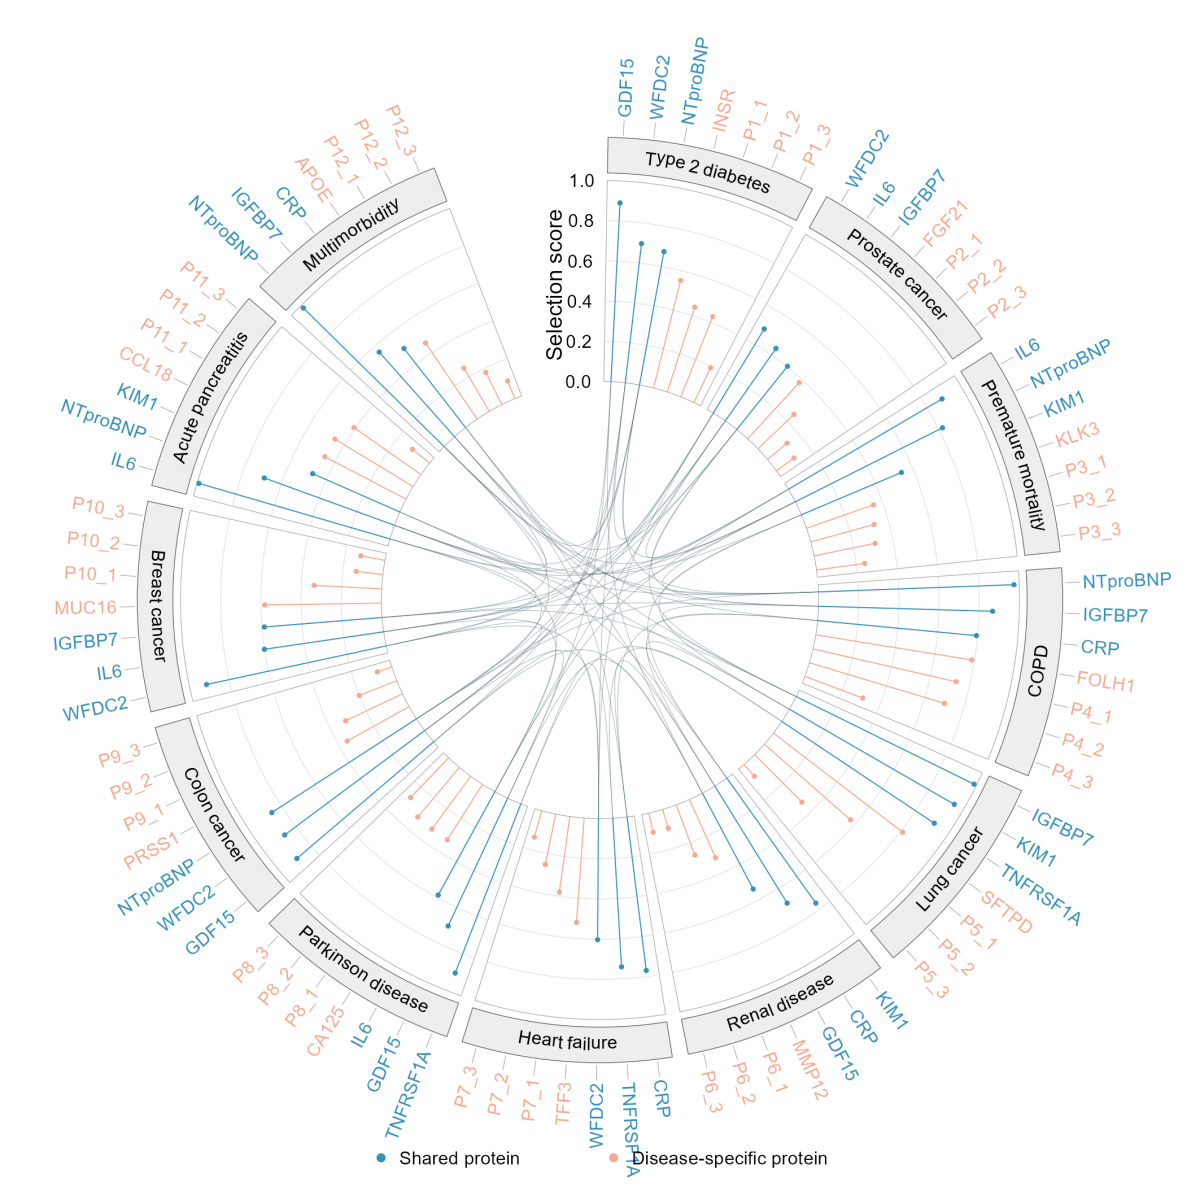 GDF15
WFDC2
NTproBNP
INSR
P1_1
P1_2
P1_3
Type 2 diabetes
WFDC2
IL6
IGFBP7
FGF21
P2_1
P2_2
P2_3
Prostate cancer
IL6
NTproBNP
KIM1
KLK3
P3_1
P3_2
P3_3
Premature mortality
NTproBNP
IGFBP7
CRP
FOLH1
P4_1
P4_2
P4_3
COPD
IGFBP7
KIM1
TNFRSF1A
SFTPD
P5_1
P5_2
P5_3
Lung cancer
KIM1
CRP
GDF15
MMP12
P6_1
P6_2
P6_3
Renal disease
CRP
TNFRSF1A
WFDC2
TFF3
P7_1
P7_2
P7_3
Heart failure
TNFRSF1A
GDF15
IL6
CA125
P8_1
P8_2
P8_3
Parkinson disease
GDF15
WFDC2
NTproBNP
PRSS1
P9_1
P9_2
P9_3
Colon cancer
WFDC2
IL6
IGFBP7
MUC16
P10_1
P10_2
P10_3
Breast cancer
IL6
NTproBNP
KIM1
CCL18
P11_1
P11_2
P11_3
Acute pancreatitis
NTproBNP
IGFBP7
CRP
APOE
P12_1
P12_2
P12_3
Multimorbidity
Selection score
1.0
0.8
0.6
0.4
0.2
0.0
Shared protein
Disease-specific protein